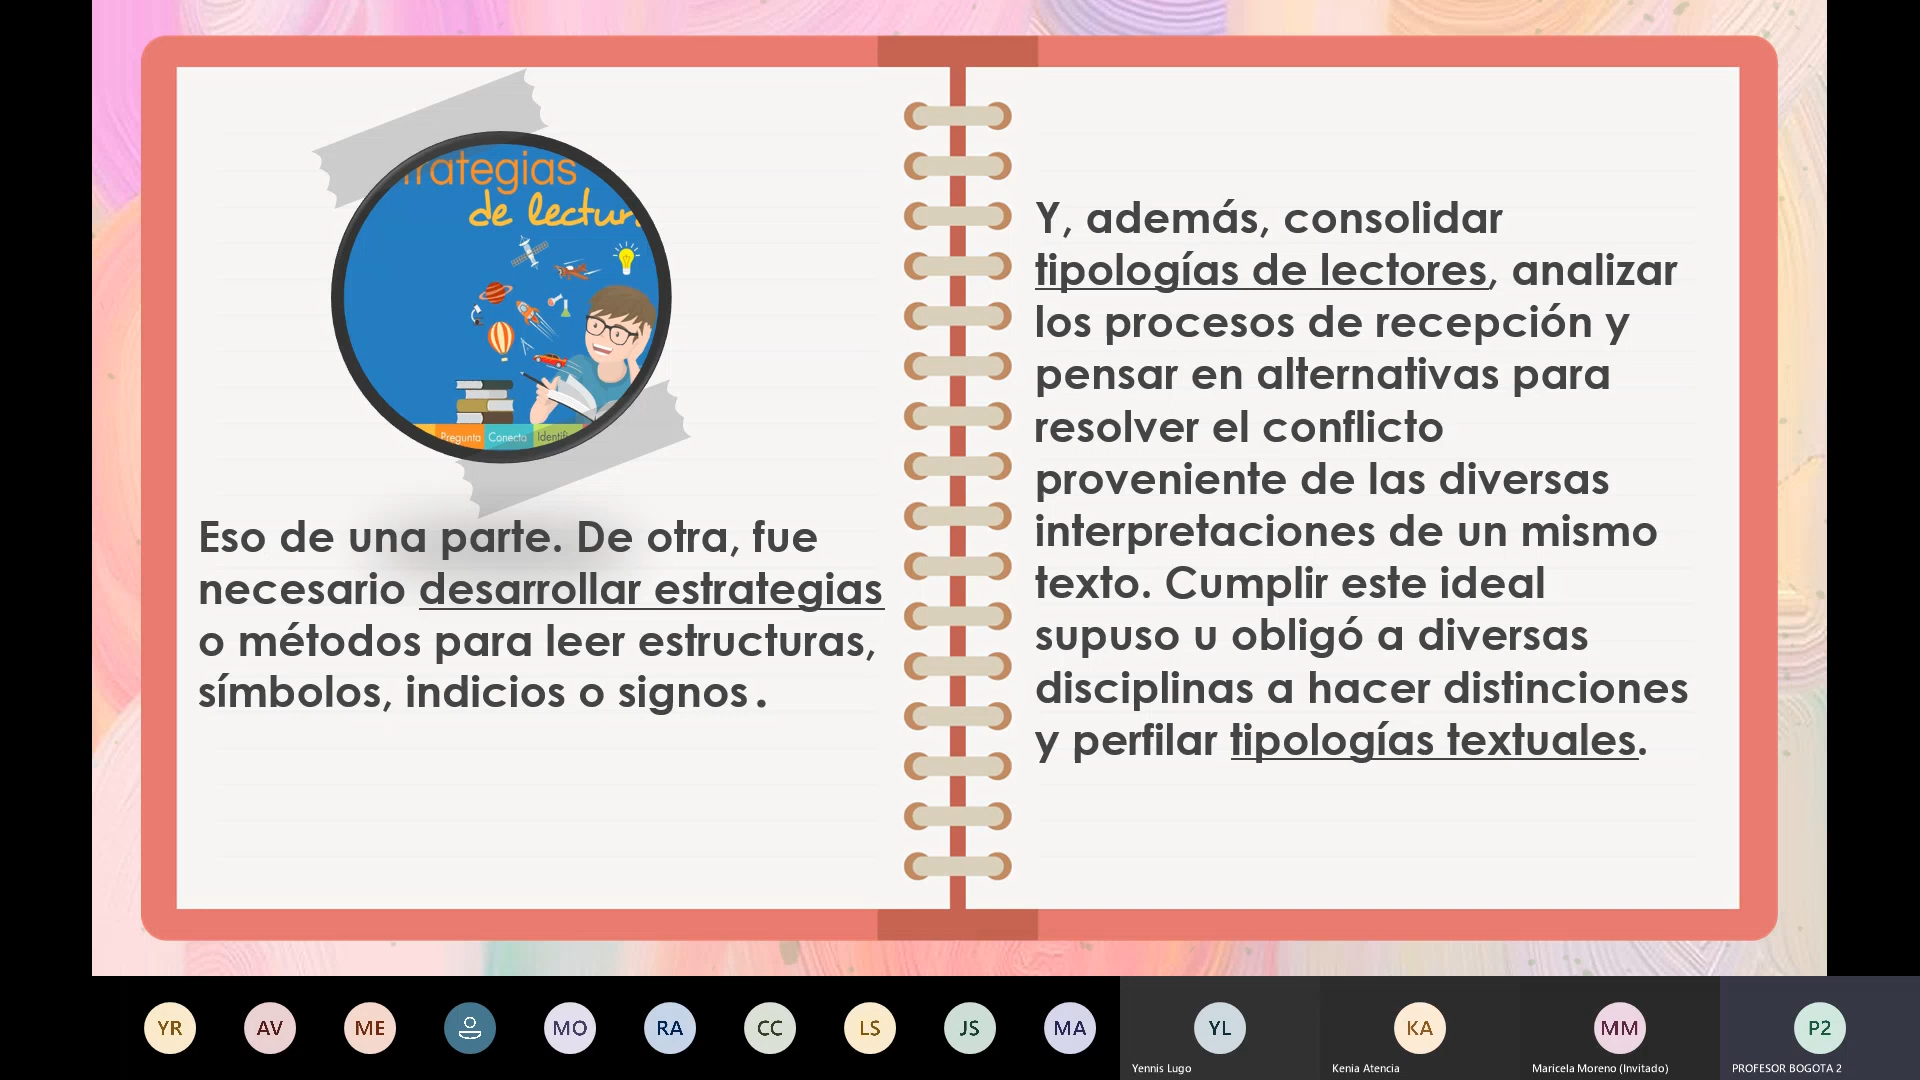 rategias
de lectur
Pregunta Conecta Identifi
Eso de una parte. De otra, fue
necesario desarrollar estrategias
o métodos para leer estructuras,
símbolos, indicios o signos.
Y, además, consolidar
tipologías de lectores, analizar
los procesos de recepción y
pensar en alternativas para
resolver el conflicto
proveniente de las diversas
interpretaciones de un mismo
texto. Cumplir este ideal
supuso u obligó a diversas
disciplinas a hacer distinciones
y perfilar tipologías textuales.
YR AV ME MO RA CC LS JS MA YL KA MM P2
Yennis Lugo Kenia Atencia Maricela Moreno (Invitado) PROFESOR BOGOTA 2